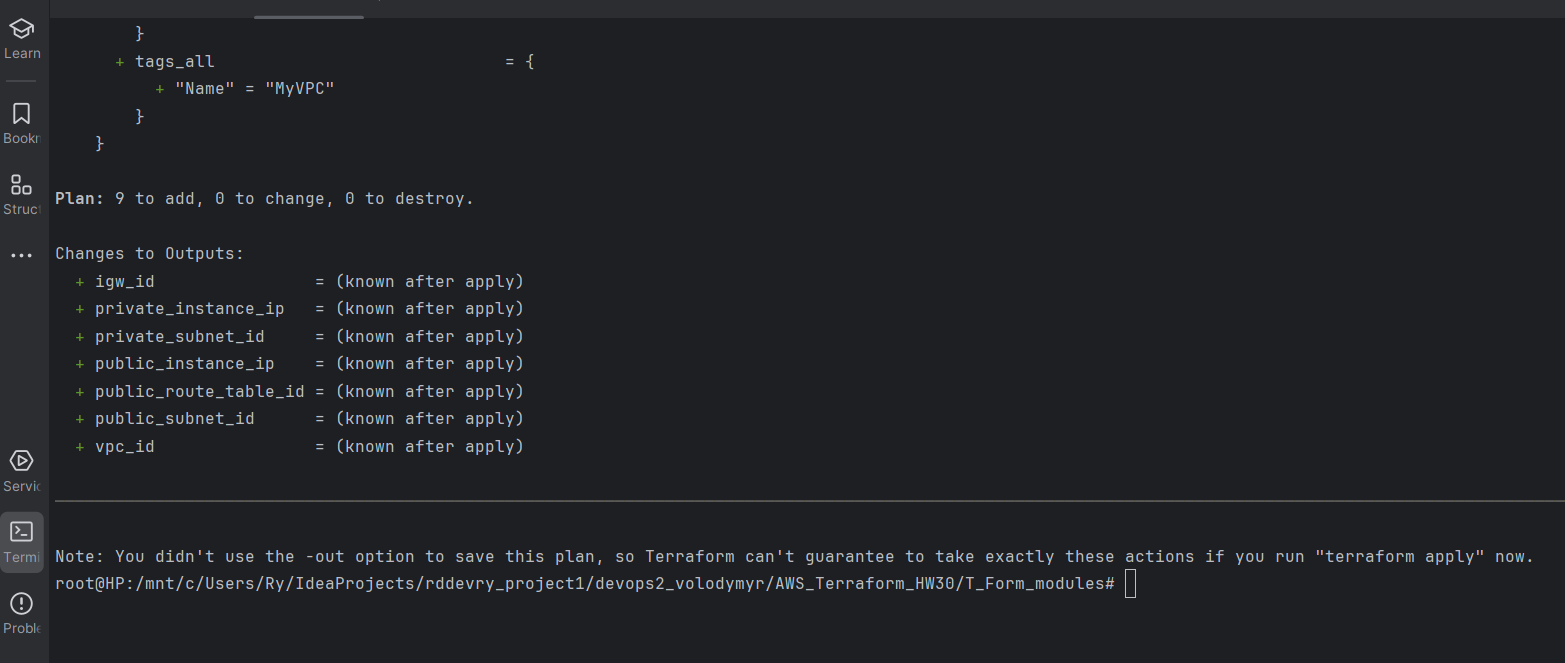 Learn
}
+ tags_all = {
Bookn
+ "Name" = "MyVPC"
}
}
Struct
Plan: 9 to add, 0 to change, 0 to destroy.
Changes to Outputs:
+ igw_id = (known after apply)
+ private_instance_ip = (known after apply)
+ private_subnet_id = (known after apply)
+ public_instance_ip = (known after apply)
+ public_route_table_id = (known after apply)
+ public_subnet_id = (known after apply)
+ vpc_id = (known after apply)
Servic
Termi
Note: You didn't use the -out option to save this plan, so Terraform can't guarantee to take exactly these actions if you run "terraform apply" now.
root@HP:/mnt/c/Users/Ry/IdeaProjects/rddevry_project1/devops2_volodymyr/AWS_Terraform_HW30/T_Form_modules#
Proble